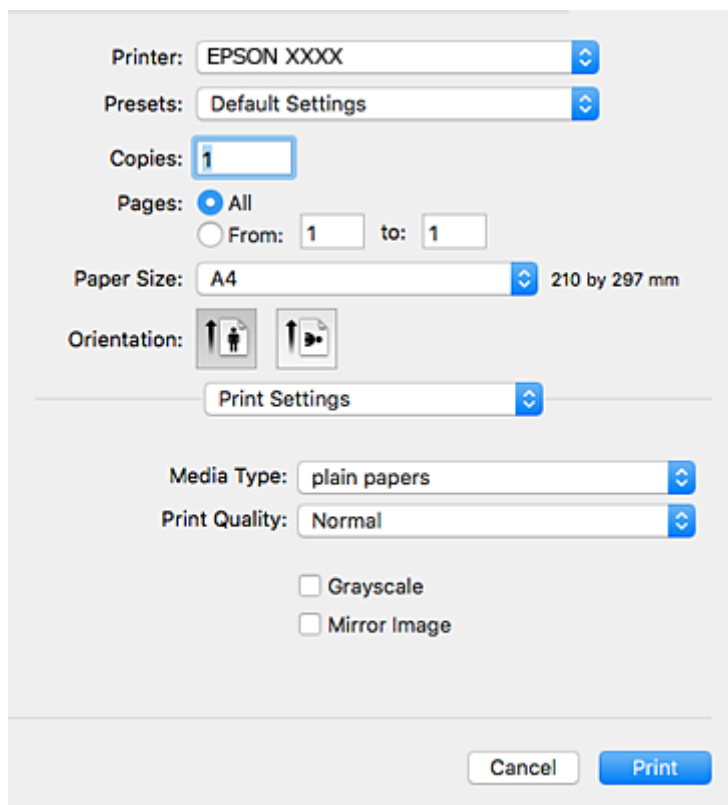 Printer: EPSON XXXX
Presets: Default Settings
Copies: 1
Pages: All
From: 1 to: 1
Paper Size: A4 210 by 297 mm
Orientation:
Print Settings
Media Type: plain papers
Print Quality: Normal
Grayscale
Mirror Image
Cancel Print